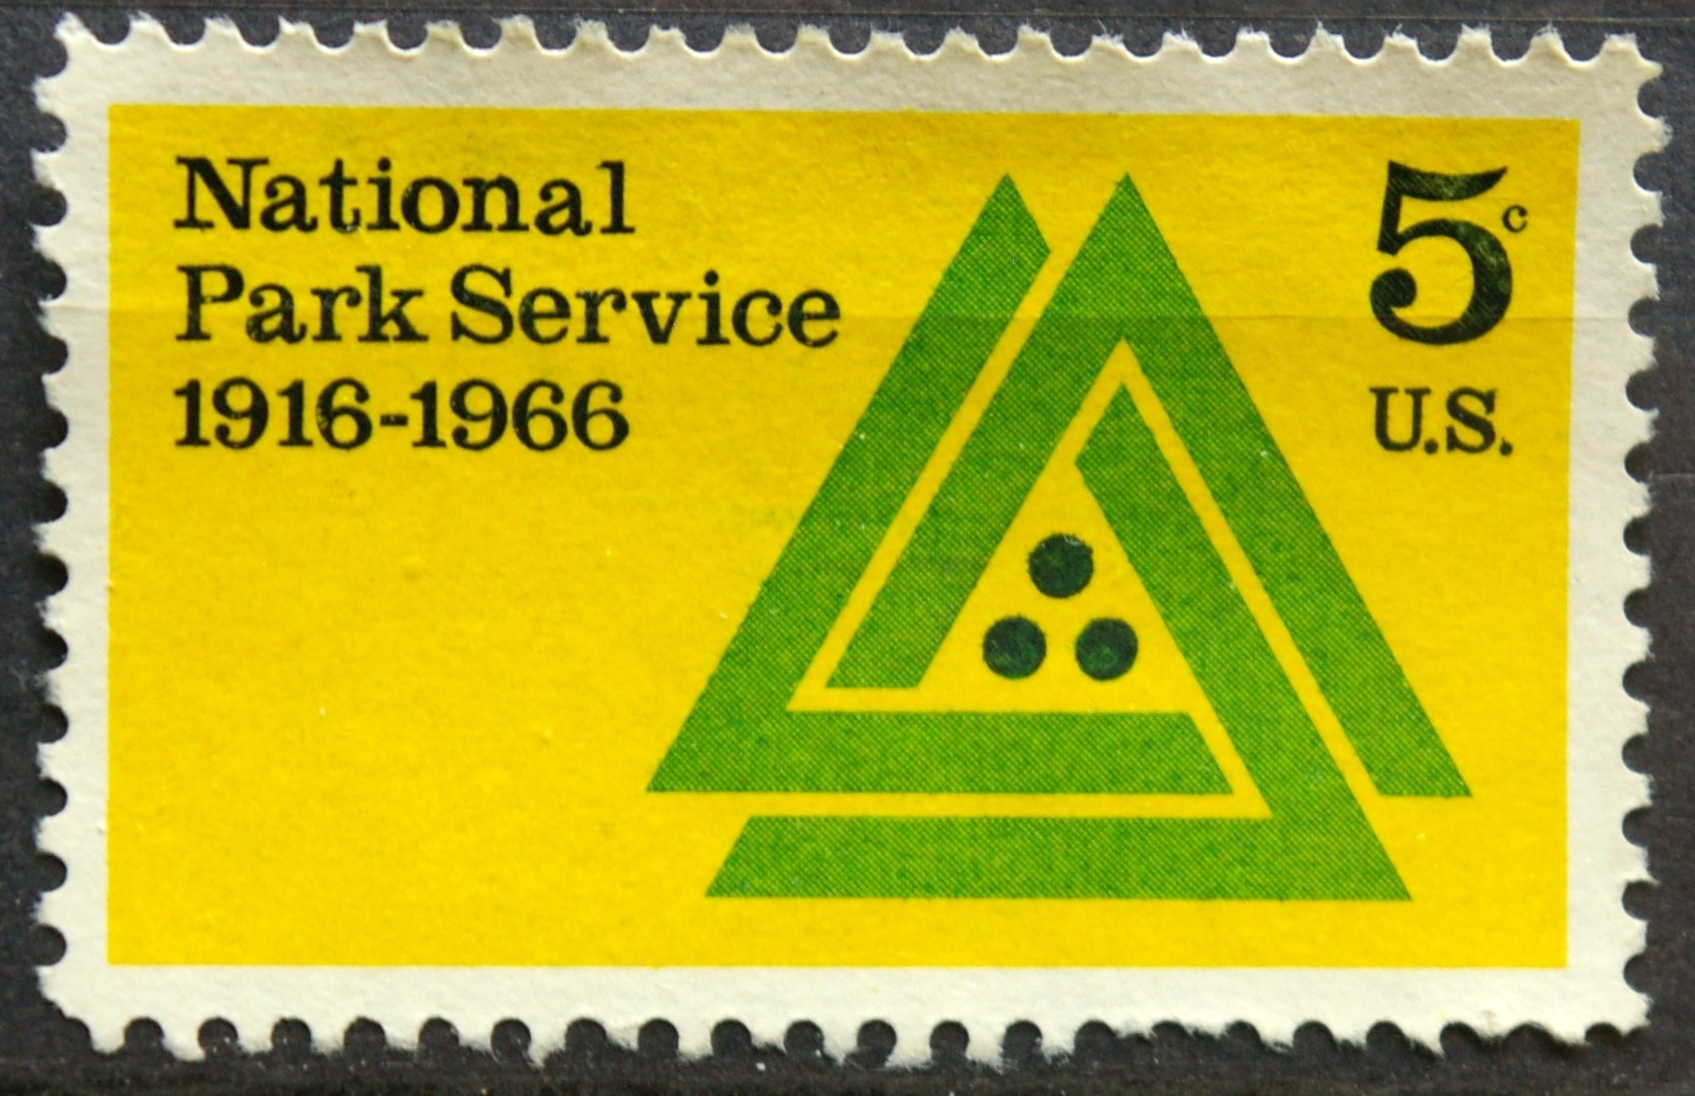 National
Park Service
1916-1966
5c
U.S.